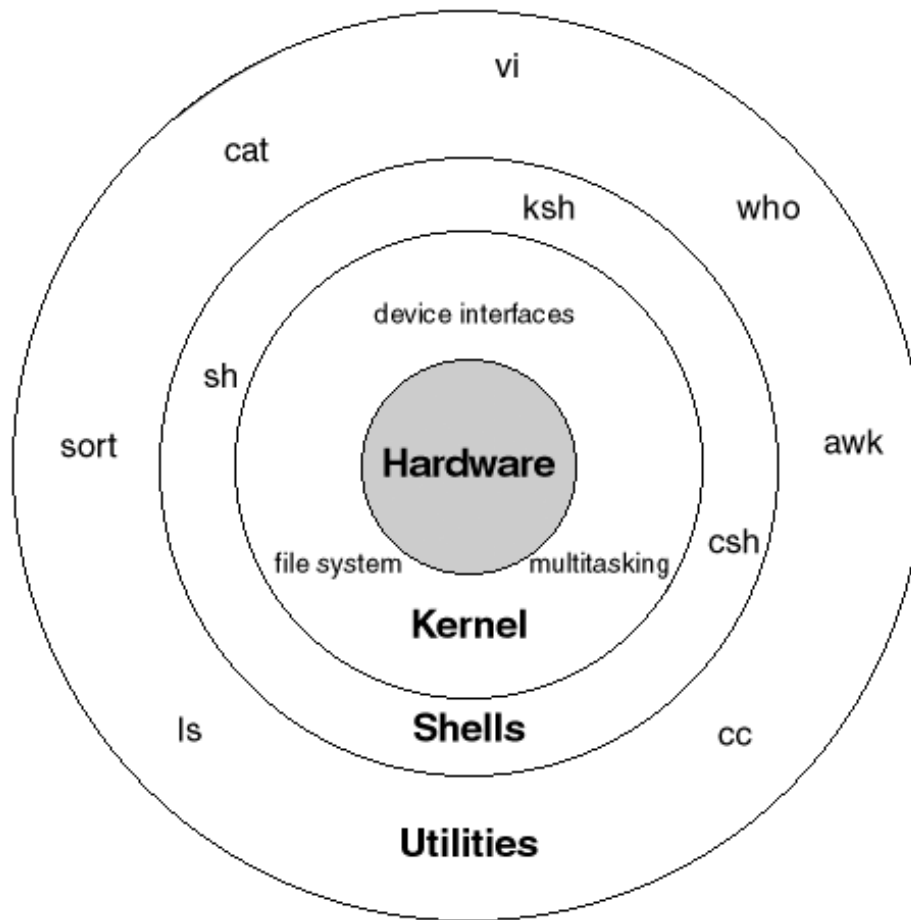 vi
cat
ksh
who
device interfaces
sh
sort
Hardware
awk
csh
file system
multitasking
Kernel
ls
Shells
cc
Utilities